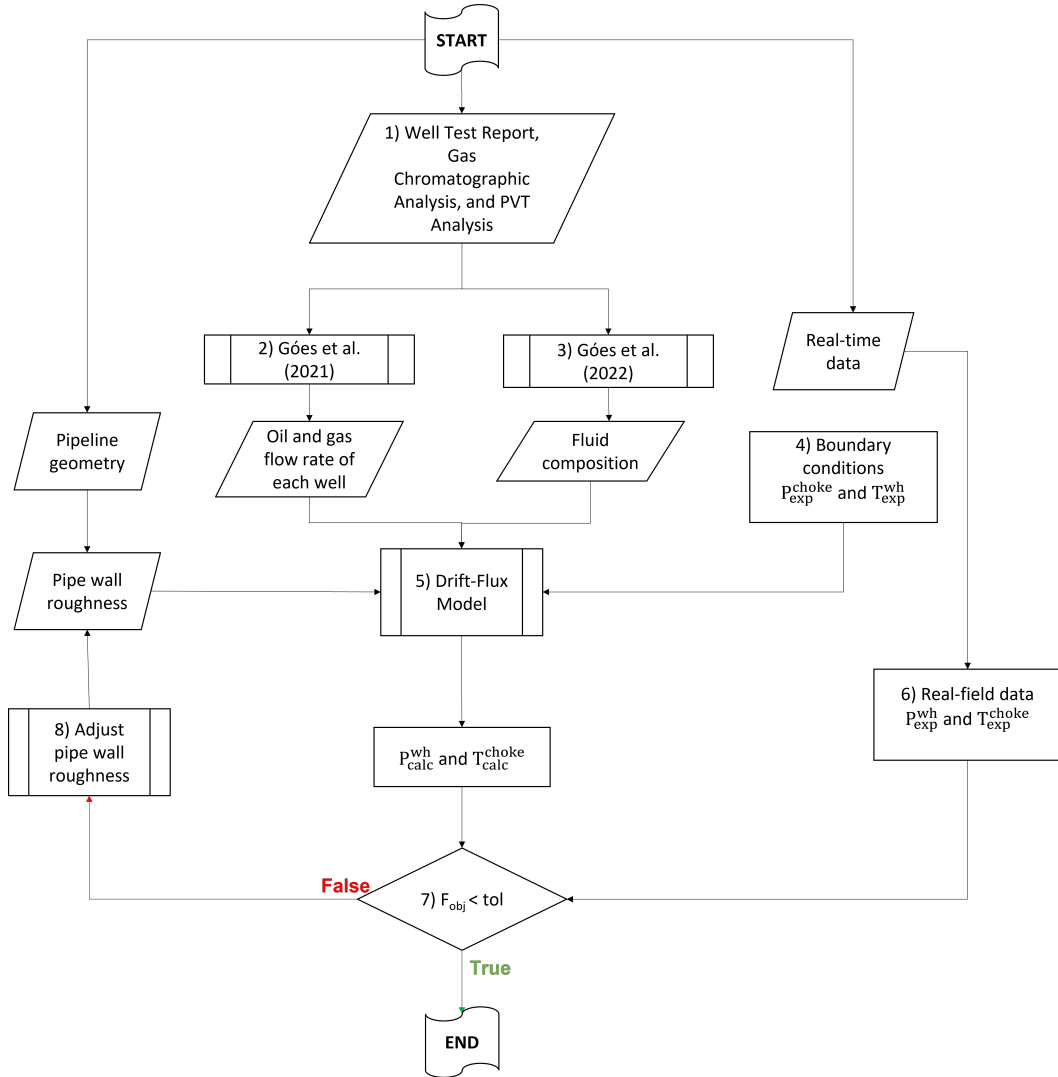 START
1) Well Test Report,
Gas
Chromatographic
Analysis, and PVT
Analysis
2) Góes et al.
(2021)
3) Góes et al.
(2022)
Real-time
data
Pipeline
geometry
Oil and gas
flow rate of
each well
Fluid
composition
4) Boundary
conditions
P_exp^choke and T_exp^wh
Pipe wall
roughness
5) Drift-Flux
Model
6) Real-field data
P_exp^wh and T_exp^choke
8) Adjust
pipe wall
roughness
P_calc^wh and T_calc^choke
False
7) F_obj < tol
True
END